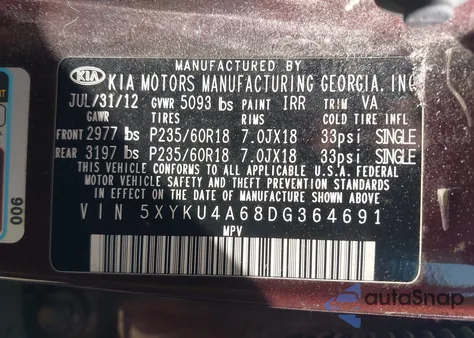 MANUFACTURED BY
KIA KIA MOTORS MANUFACTURING GEORGIA, INC
JUL/31/12 GVWR 5093 lbs PAINT IRR TRIM VA
GAWR TIRES RIMS COLD TIRE INFL
FRONT 2977 lbs P235/60R18 7.0JX18 33psi SINGLE
REAR 3197 lbs P235/60R18 7.0JX18 33psi SINGLE
THIS VEHICLE CONFORMS TO ALL APPLICABLE U.S.A. FEDERAL
MOTOR VEHICLE SAFETY AND THEFT PREVENTION STANDARDS
IN EFFECT ON THE DATE OF MANUFACTURE SHOWN ABOVE
VIN 5XYKU4A68DG364691
MPV
006
autoSnap